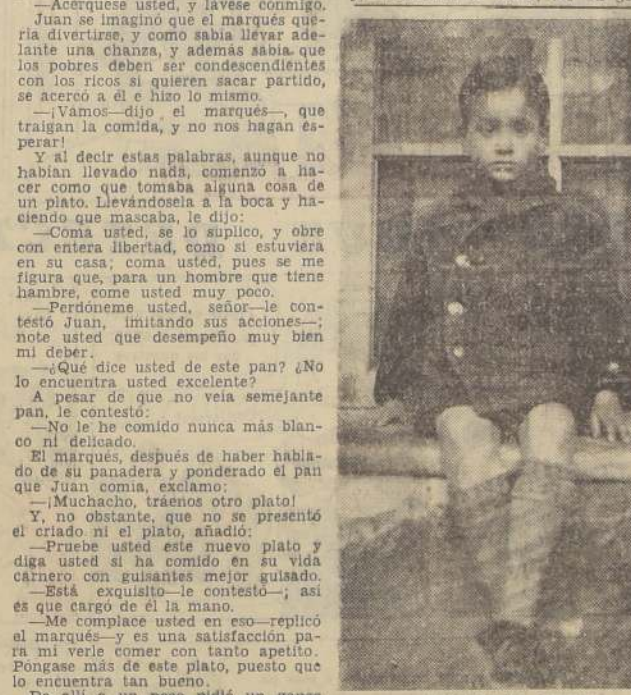 —Acérquese usted, y lávese conmigo.
Juan se imaginó que el marqués que-
ría divertirse, y como sabía llevar ade-
lante una chanza, y además sabía que
los pobres deben ser condescendientes
con los ricos si quieren sacar partido,
se acercó a él e hizo lo mismo.
—¡Vamos—dijo el marqués—, que
traigan la comida, y no nos hagan es-
perar!
Y al decir estas palabras, aunque no
habían llevado nada, comenzó a ha-
cer como que tomaba alguna cosa de
un plato. Llevándosela a la boca y ha-
ciendo que mascaba, le dijo:
—Coma usted, se lo suplico, y obre
con entera libertad, como si estuviera
en su casa; coma usted, pues se me
figura que, para un hombre que tiene
hambre, come usted muy poco.
—Perdóneme usted, señor—le con-
testó Juan, imitando sus acciones—;
note usted que desempeño muy bien
mi deber.
—¿Qué dice usted de este pan? ¿No
lo encuentra usted excelente?
A pesar de que no veía semejante
pan, le contestó:
—No le he comido nunca más blan-
co ni delicado.
El marqués, después de haber habla-
do de su panadera y ponderado el pan
que Juan comía, exclamo:
—¡Muchacho, tráenos otro plato!
Y, no obstante, que no se presentó
el criado ni el plato, añadió:
—Pruebe usted este nuevo plato y
diga usted si ha comido en su vida
carnero con guisantes mejor guisado.
—Está exquisito—le contestó—; así
es que cargó de él la mano.
—Me complace usted en eso—replicó
el marqués—y es una satisfacción pa-
ra mí verle comer con tanto apetito.
Póngase más de este plato, puesto que
lo encuentra tan bueno.
De allí a un poco pidió un ganso